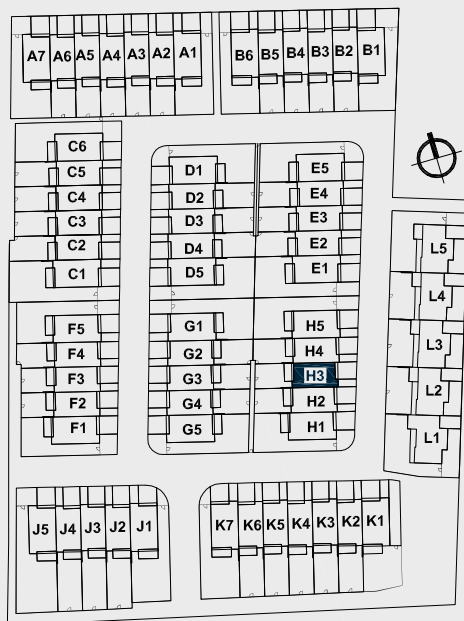 A7 A6 A5 A4 A3 A2 A1
B6 B5 B4 B3 B2 B1
C6
C5
C4
C3
C2
C1
D1
D2
D3
D4
D5
E5
E4
E3
E2
E1
L5
L4
L3
L2
L1
F5
F4
F3
F2
F1
G1
G2
G3
G4
G5
H5
H4
H3
H2
H1
J5 J4 J3 J2 J1
K7 K6 K5 K4 K3 K2 K1